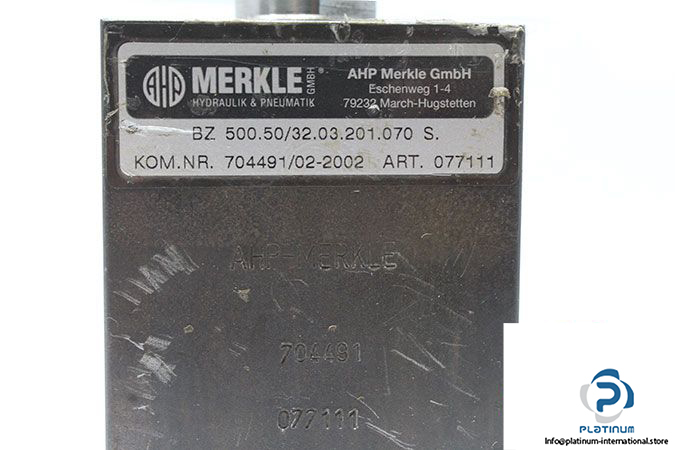 AHP MERKLE GMBH
HYDRAULIK & PNEUMATIK
AHP Merkle GmbH
Eschenweg 1-4
79232 March-Hugstetten
BZ 500.50/32.03.201.070 S.
KOM.NR. 704491/02-2002 ART. 077111
AHP-MERKLE
704491
077111
PLATINUM
info@platinum-international.store